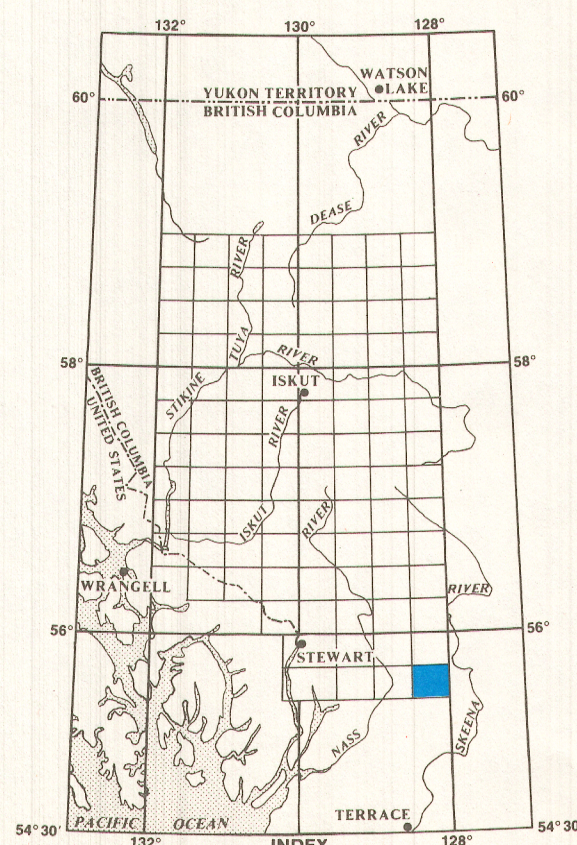 132° 130° 128°
WATSON
LAKE
60° YUKON TERRITORY 60°
BRITISH COLUMBIA
RIVER
DEASE
RIVER
TUYA
58° RIVER 58°
ISKUT
STIKINE
BRITISH COLUMBIA
UNITED STATES
RIVER
ISKUT
RIVER
WRANGELL
RIVER
56° 56°
STEWART
SKEENA
NASS
TERRACE
54° 30' PACIFIC OCEAN 54° 30
132° INDEX 128°